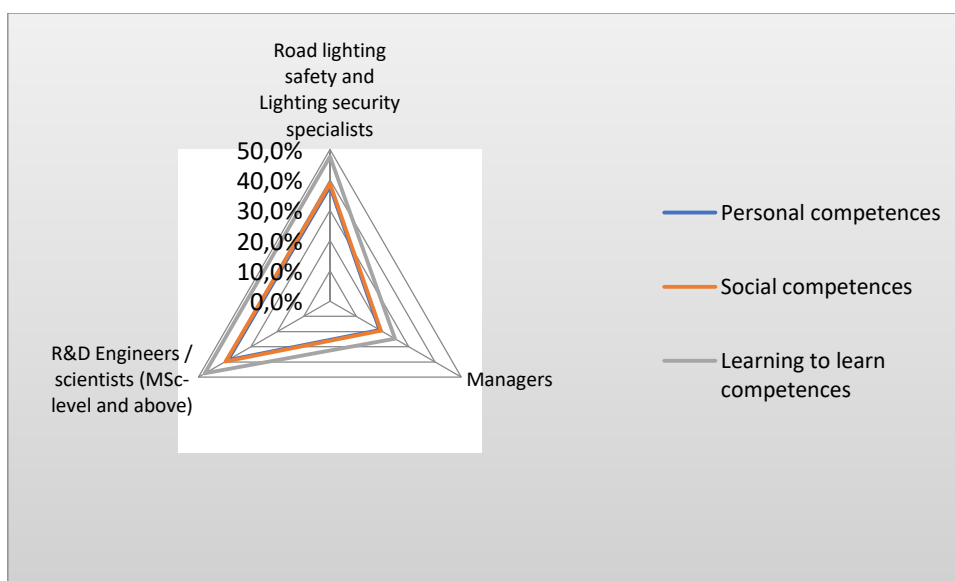 Road lighting
safety and
Lighting security
specialists
50,0%
40,0%
30,0%
20,0%
10,0%
0,0%
R&D Engineers /
scientists (MSc-
level and above)
Managers
Personal competences
Social competences
Learning to learn
competences